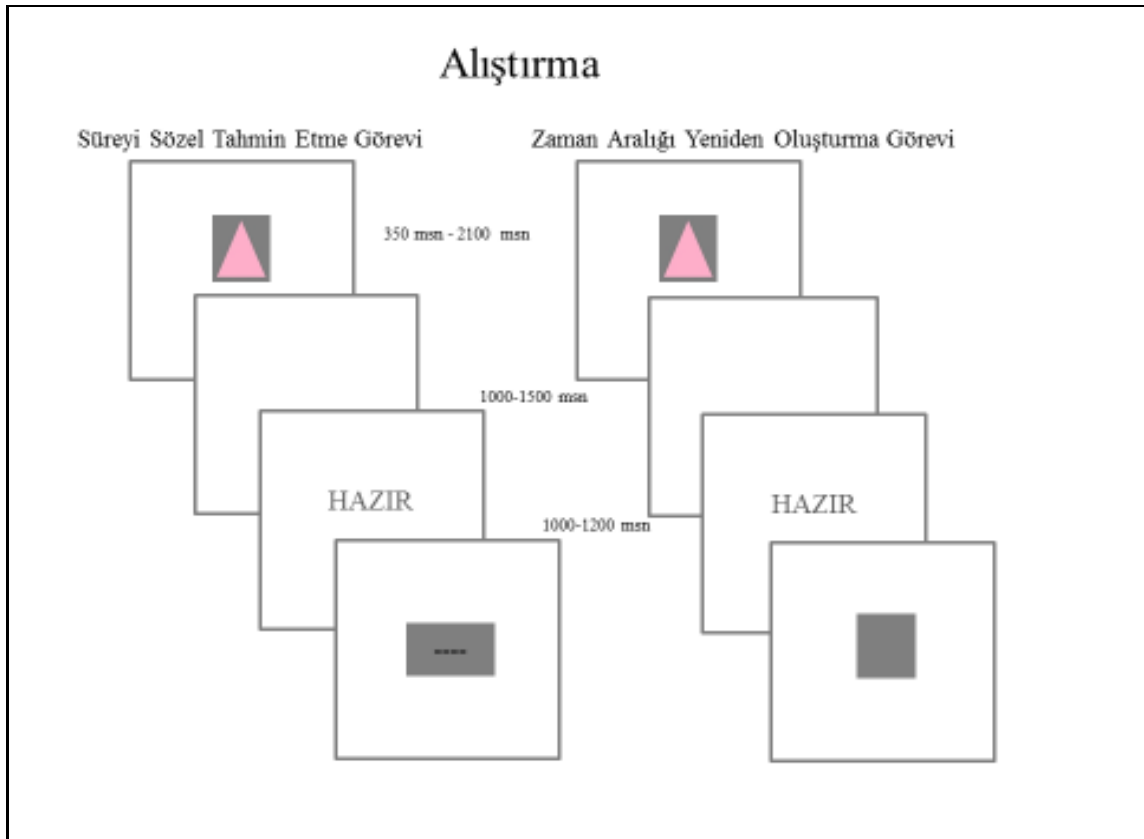 Alıştırma
Süreyi Sözel Tahmin Etme Görevi
Zaman Aralığı Yeniden Oluşturma Görevi
350 msn - 2100 msn
1000-1500 msn
HAZIR
HAZIR
1000-1200 msn
----